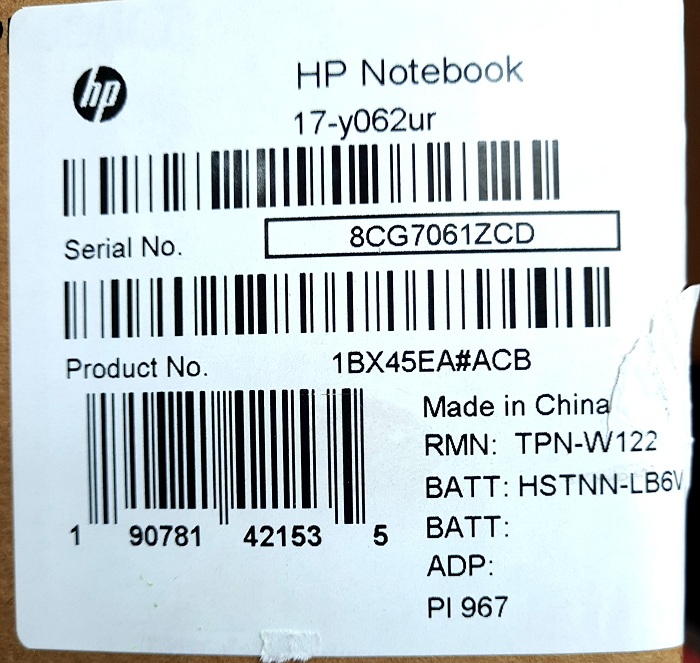 hp
HP Notebook
17-y062ur
Serial No. 8CG7061ZCD
Product No. 1BX45EA#ACB
Made in China
RMN: TPN-W122
BATT: HSTNN-LB6V
BATT:
ADP:
PI 967
1 90781 42153 5